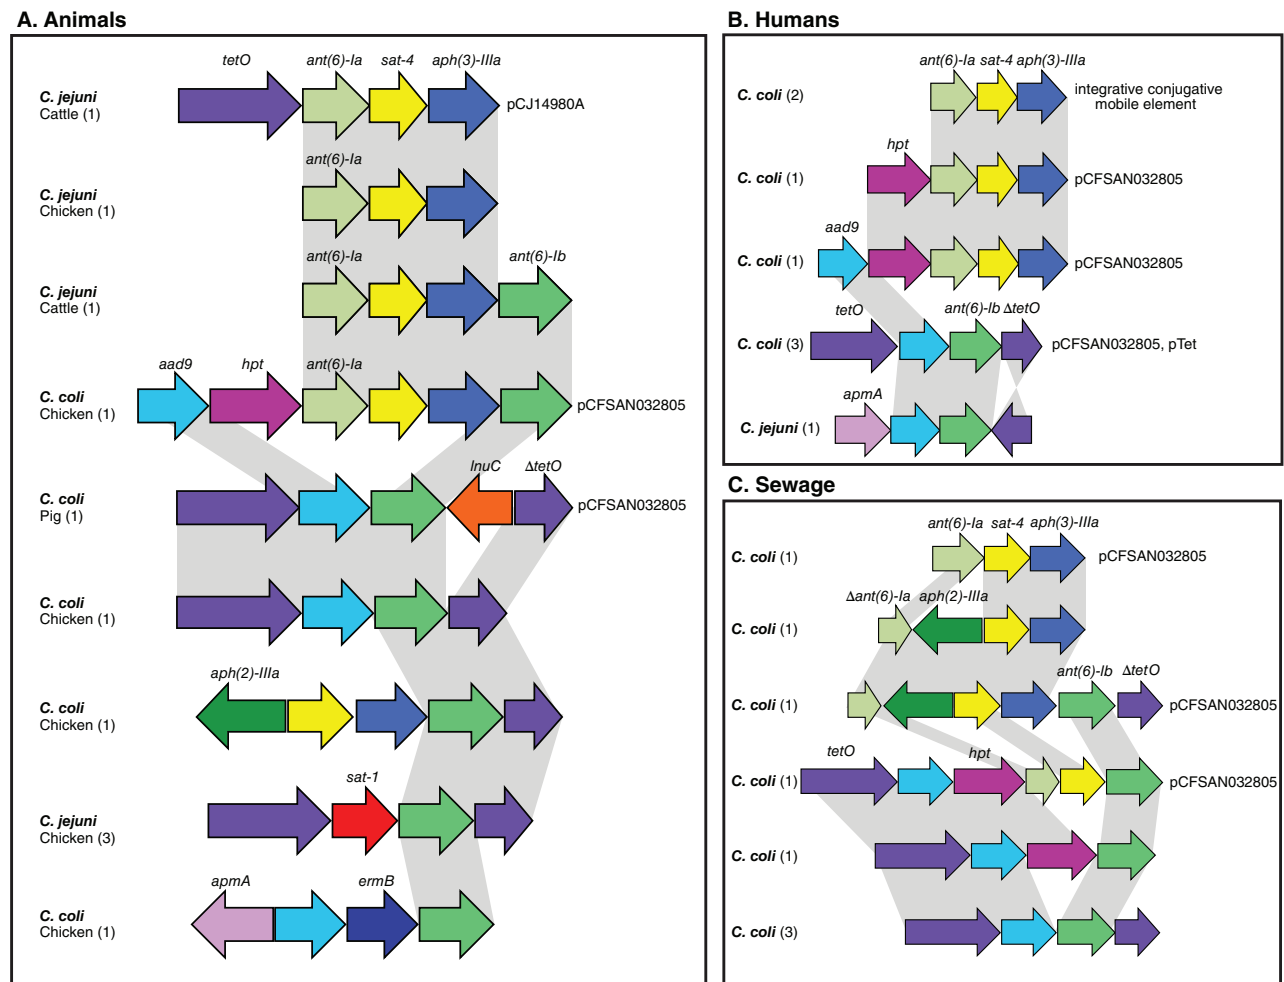 A. Animals
tetO ant(6)-Ia sat-4 aph(3)-IIIa
C. jejuni
Cattle (1)
pCJ14980A
ant(6)-Ia
C. jejuni
Chicken (1)
ant(6)-Ia ant(6)-Ib
C. jejuni
Cattle (1)
aad9 hpt ant(6)-Ia
C. coli
Chicken (1)
pCFSAN032805
lnuC ΔtetO
C. coli
Pig (1)
pCFSAN032805
C. coli
Chicken (1)
aph(2)-IIIa
C. coli
Chicken (1)
sat-1
C. jejuni
Chicken (3)
apmA ermB
C. coli
Chicken (1)
B. Humans
ant(6)-Ia sat-4 aph(3)-IIIa
C. coli (2)
integrative conjugative
mobile element
hpt
C. coli (1) pCFSAN032805
aad9
C. coli (1) pCFSAN032805
tetO ant(6)-Ib ΔtetO
C. coli (3) pCFSAN032805, pTet
apmA
C. jejuni (1)
C. Sewage
ant(6)-Ia sat-4 aph(3)-IIIa
C. coli (1) pCFSAN032805
Δant(6)-Ia aph(2)-IIIa
C. coli (1)
ant(6)-Ib ΔtetO
C. coli (1) pCFSAN032805
tetO hpt
C. coli (1) pCFSAN032805
C. coli (1)
C. coli (3)